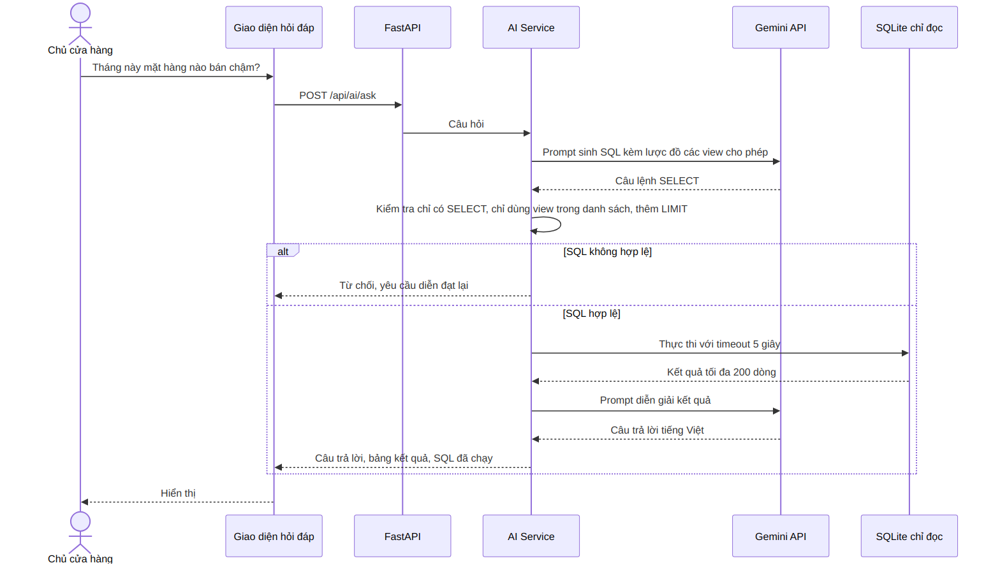 Chủ cửa hàng
Giao diện hỏi đáp
FastAPI
AI Service
Gemini API
SQLite chỉ đọc
Tháng này mặt hàng nào bán chậm?
POST /api/ai/ask
Câu hỏi
Prompt sinh SQL kèm lược đồ các view cho phép
Câu lệnh SELECT
Kiểm tra chỉ có SELECT, chỉ dùng view trong danh sách, thêm LIMIT
alt
[SQL không hợp lệ]
Từ chối, yêu cầu diễn đạt lại
[SQL hợp lệ]
Thực thi với timeout 5 giây
Kết quả tối đa 200 dòng
Prompt diễn giải kết quả
Câu trả lời tiếng Việt
Câu trả lời, bảng kết quả, SQL đã chạy
Hiển thị
Chủ cửa hàng
Giao diện hỏi đáp
FastAPI
AI Service
Gemini API
SQLite chỉ đọc